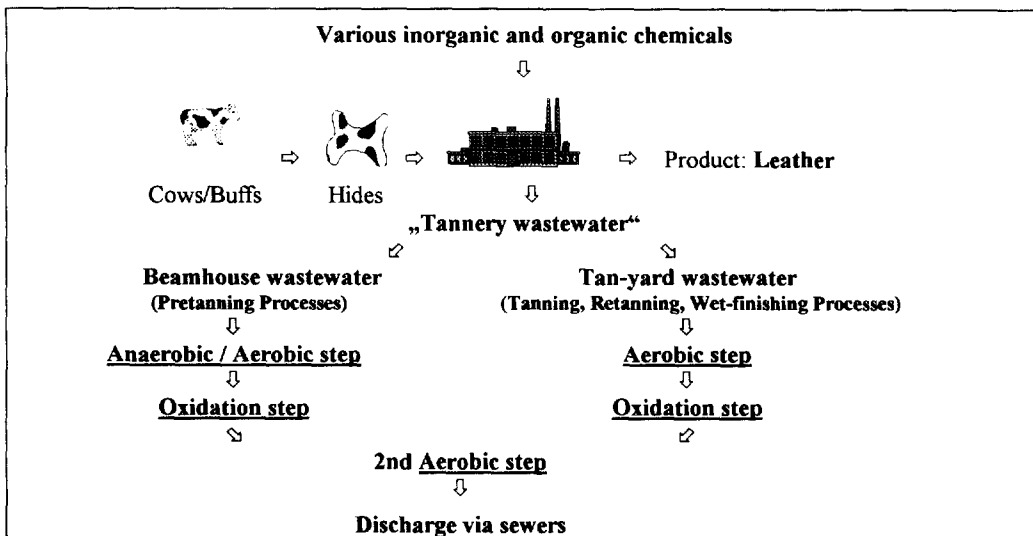 Various inorganic and organic chemicals
⇩
⇨ ⇨ ⇨ Product: Leather
Cows/Buffs Hides ⇩
„Tannery wastewater“
⬃ ⬂
Beamhouse wastewater Tan-yard wastewater
(Pretanning Processes) (Tanning, Retanning, Wet-finishing Processes)
⇩ ⇩
Anaerobic / Aerobic step Aerobic step
⇩ ⇩
Oxidation step Oxidation step
⬂ ⬃
2nd Aerobic step
⇩
Discharge via sewers